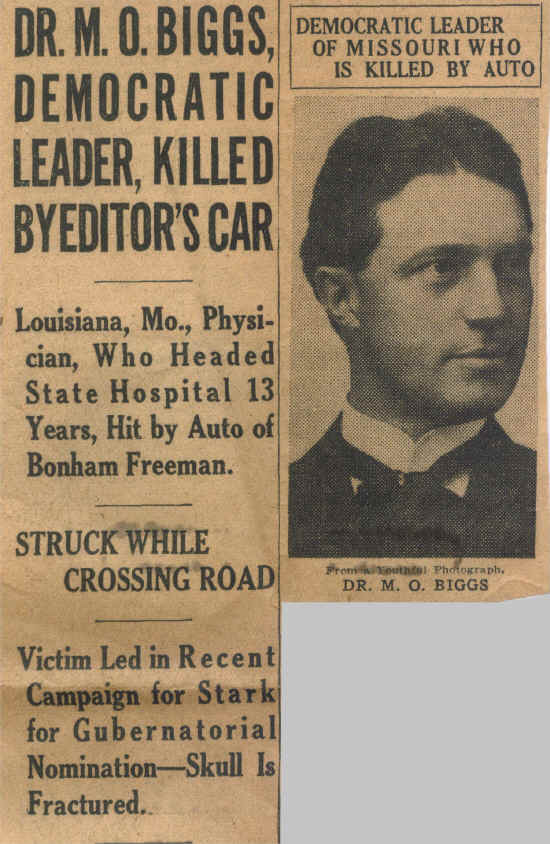 DR. M. O. BIGGS,
DEMOCRATIC
LEADER, KILLED
BY EDITOR'S CAR
Louisiana, Mo., Physi-
cian, Who Headed
State Hospital 13
Years, Hit by Auto of
Bonham Freeman.
STRUCK WHILE
CROSSING ROAD
Victim Led in Recent
Campaign for Stark
for Gubernatorial
Nomination—Skull Is
Fractured.
DEMOCRATIC LEADER
OF MISSOURI WHO
IS KILLED BY AUTO
From a Youthful Photograph.
DR. M. O. BIGGS